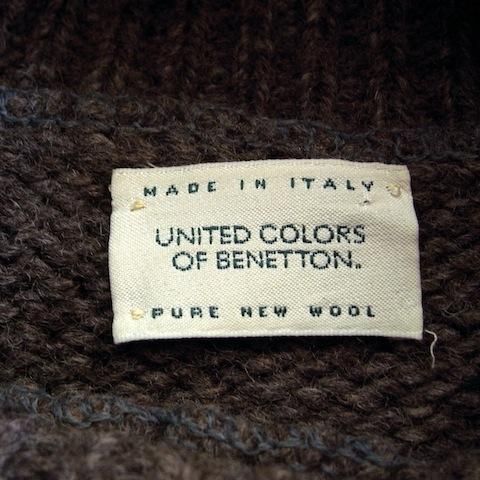 MADE IN ITALY
UNITED COLORS
OF BENETTON.
PURE NEW WOOL